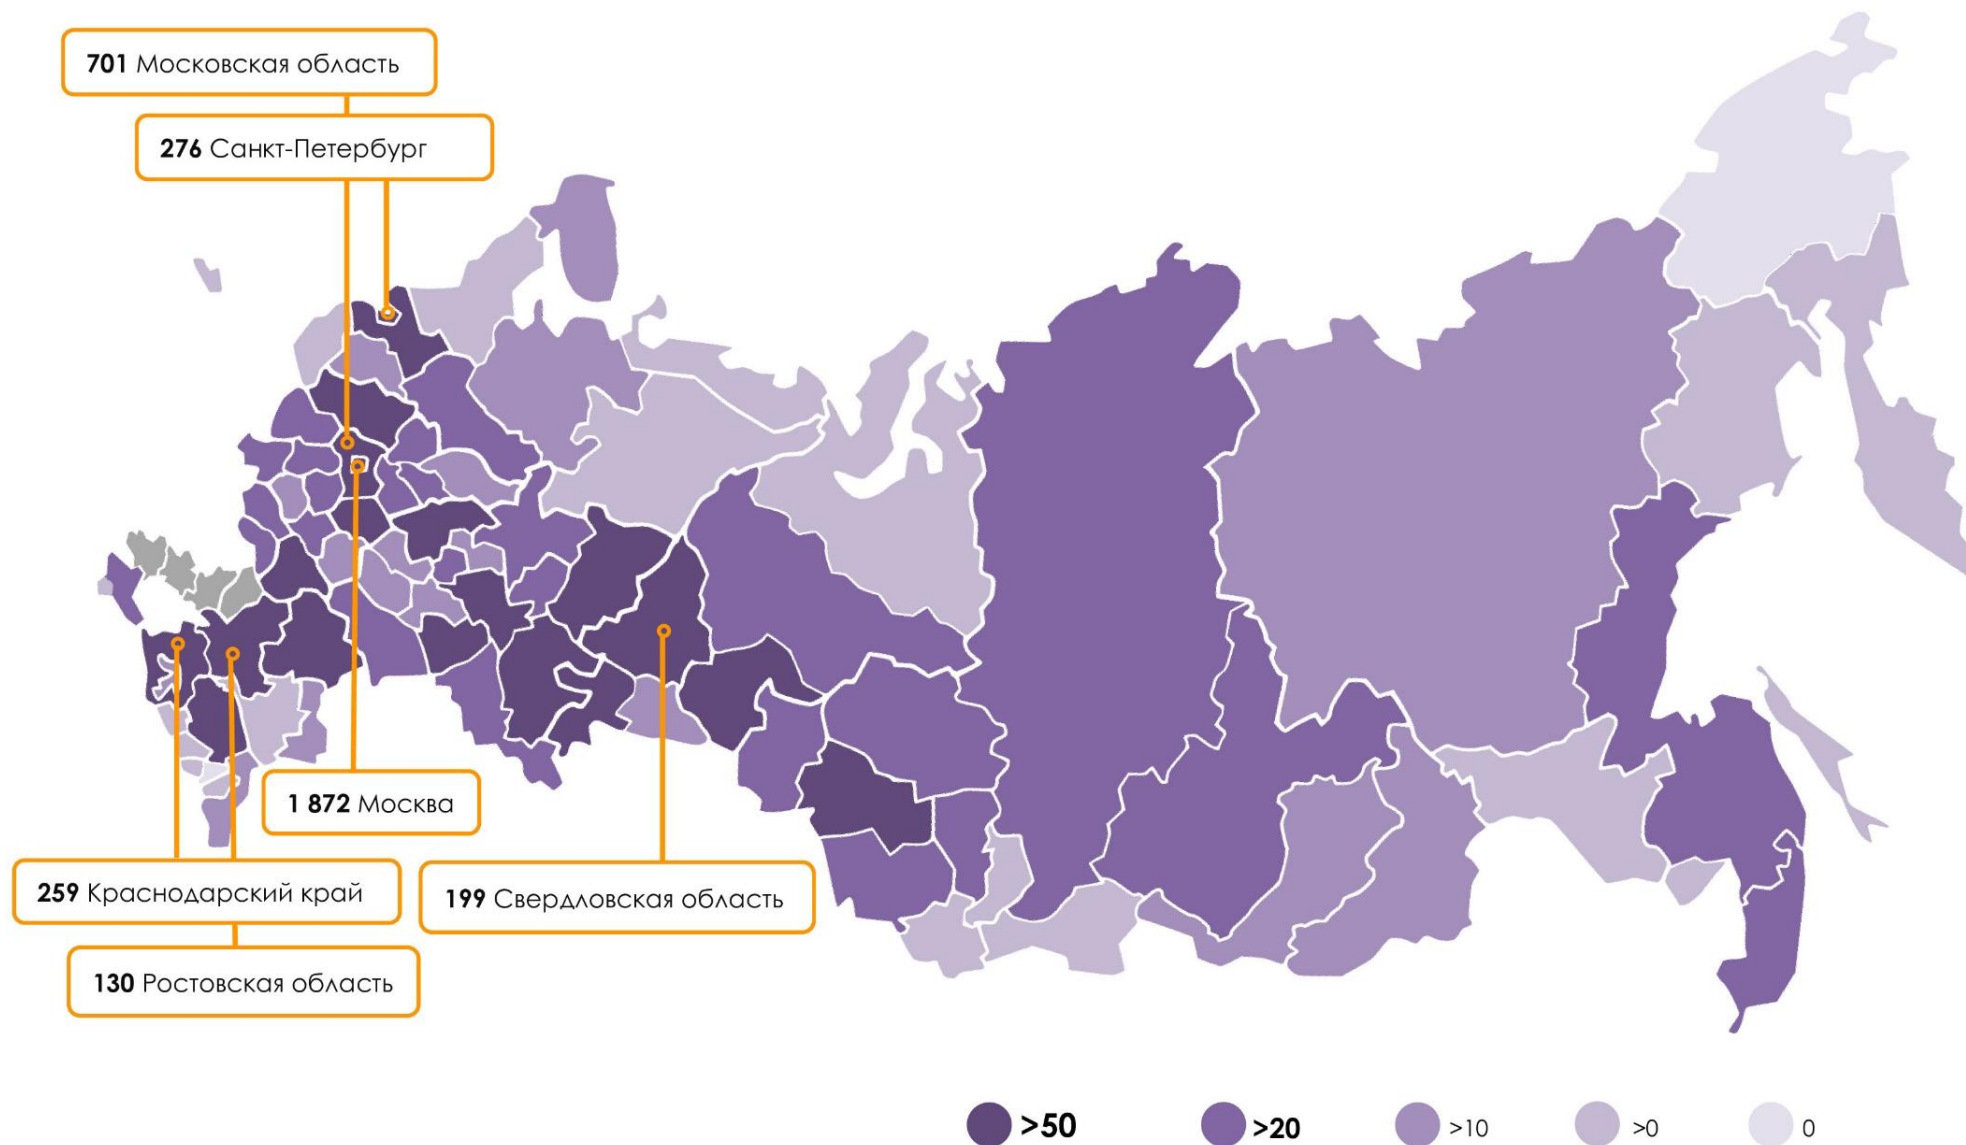 701 Московская область
276 Санкт-Петербург
1 872 Москва
259 Краснодарский край
199 Свердловская область
130 Ростовская область
>50
>20
>10
>0
0